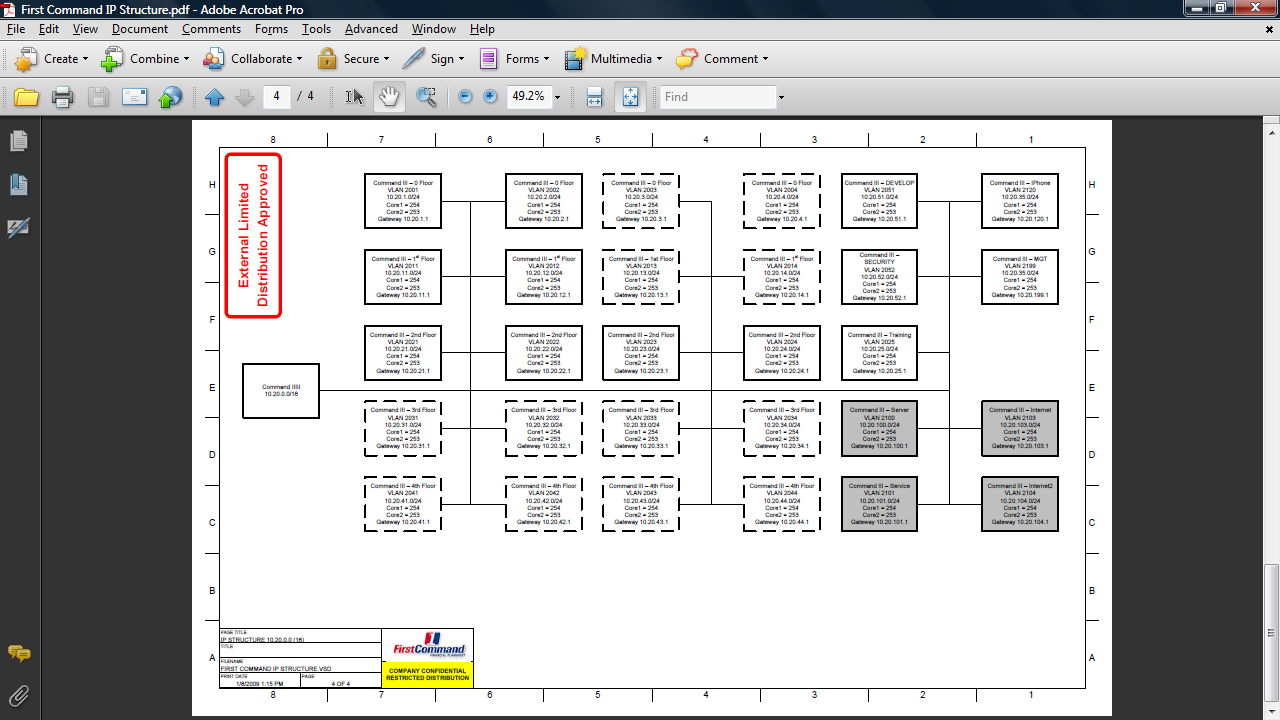 First Command IP Structure.pdf - Adobe Acrobat Pro
File Edit View Document Comments Forms Tools Advanced Window Help
Create Combine Collaborate Secure Sign Forms Multimedia Comment
4 / 4 49.2% Find
8 7 6 5 4 3 2 1
External Limited
Distribution Approved
H
G
F
E
D
C
B
A
Command III – 0 Floor
VLAN 2001
10.20.1.0/24
Core1 = 254
Core2 = 253
Gateway 10.20.1.1
Command III – 0 Floor
VLAN 2002
10.20.2.0/24
Core1 = 254
Core2 = 253
Gateway 10.20.2.1
Command III – 0 Floor
VLAN 2003
10.20.3.0/24
Core1 = 254
Core2 = 253
Gateway 10.20.3.1
Command III – 0 Floor
VLAN 2004
10.20.4.0/24
Core1 = 254
Core2 = 253
Gateway 10.20.4.1
Command III – DEVELOP
VLAN 2051
10.20.51.0/24
Core1 = 254
Core2 = 253
Gateway 10.20.51.1
Command III – IPhone
VLAN 2120
10.20.35.0/24
Core1 = 254
Core2 = 253
Gateway 10.20.120.1
Command III – 1st Floor
VLAN 2011
10.20.11.0/24
Core1 = 254
Core2 = 253
Gateway 10.20.11.1
Command III – 1st Floor
VLAN 2012
10.20.12.0/24
Core1 = 254
Core2 = 253
Gateway 10.20.12.1
Command III – 1st Floor
VLAN 2013
10.20.13.0/24
Core1 = 254
Core2 = 253
Gateway 10.20.13.1
Command III – 1st Floor
VLAN 2014
10.20.14.0/24
Core1 = 254
Core2 = 253
Gateway 10.20.14.1
Command III –
SECURITY
VLAN 2052
10.20.52.0/24
Core1 = 254
Core2 = 253
Gateway 10.20.52.1
Command III – MGT
VLAN 2199
10.20.35.0/24
Core1 = 254
Core2 = 253
Gateway 10.20.199.1
Command III – 2nd Floor
VLAN 2021
10.20.21.0/24
Core1 = 254
Core2 = 253
Gateway 10.20.21.1
Command III – 2nd Floor
VLAN 2022
10.20.22.0/24
Core1 = 254
Core2 = 253
Gateway 10.20.22.1
Command III – 2nd Floor
VLAN 2023
10.20.23.0/24
Core1 = 254
Core2 = 253
Gateway 10.20.23.1
Command III – 2nd Floor
VLAN 2024
10.20.24.0/24
Core1 = 254
Core2 = 253
Gateway 10.20.24.1
Command III – Training
VLAN 2025
10.20.25.0/24
Core1 = 254
Core2 = 253
Gateway 10.20.25.1
Command IIII
10.20.0.0/16
Command III – 3rd Floor
VLAN 2031
10.20.31.0/24
Core1 = 254
Core2 = 253
Gateway 10.20.31.1
Command III – 3rd Floor
VLAN 2032
10.20.32.0/24
Core1 = 254
Core2 = 253
Gateway 10.20.32.1
Command III – 3rd Floor
VLAN 2033
10.20.33.0/24
Core1 = 254
Core2 = 253
Gateway 10.20.33.1
Command III – 3rd Floor
VLAN 2034
10.20.34.0/24
Core1 = 254
Core2 = 253
Gateway 10.20.34.1
Command III – Server
VLAN 2100
10.20.100.0/24
Core1 = 254
Core2 = 253
Gateway 10.20.100.1
Command III – Internet
VLAN 2103
10.20.103.0/24
Core1 = 254
Core2 = 253
Gateway 10.20.103.1
Command III – 4th Floor
VLAN 2041
10.20.41.0/24
Core1 = 254
Core2 = 253
Gateway 10.20.41.1
Command III – 4th Floor
VLAN 2042
10.20.42.0/24
Core1 = 254
Core2 = 253
Gateway 10.20.42.1
Command III – 4th Floor
VLAN 2043
10.20.43.0/24
Core1 = 254
Core2 = 253
Gateway 10.20.43.1
Command III – 4th Floor
VLAN 2044
10.20.44.0/24
Core1 = 254
Core2 = 253
Gateway 10.20.44.1
Command III – Service
VLAN 2101
10.20.101.0/24
Core1 = 254
Core2 = 253
Gateway 10.20.101.1
Command III – Internet2
VLAN 2104
10.20.104.0/24
Core1 = 254
Core2 = 253
Gateway 10.20.104.1
H
G
F
E
D
C
B
A
PAGE TITLE
IP STRUCTURE 10.20.0.0 (16)
TITLE
FILENAME
FIRST COMMAND IP STRUCTURE.VSD
PRINT DATE PAGE
1/8/2009 1:15 PM 4 OF 4
1
FirstCommand
FINANCIAL PLANNING
COMPANY CONFIDENTIAL
RESTRICTED DISTRIBUTION
8 7 6 5 4 3 2 1